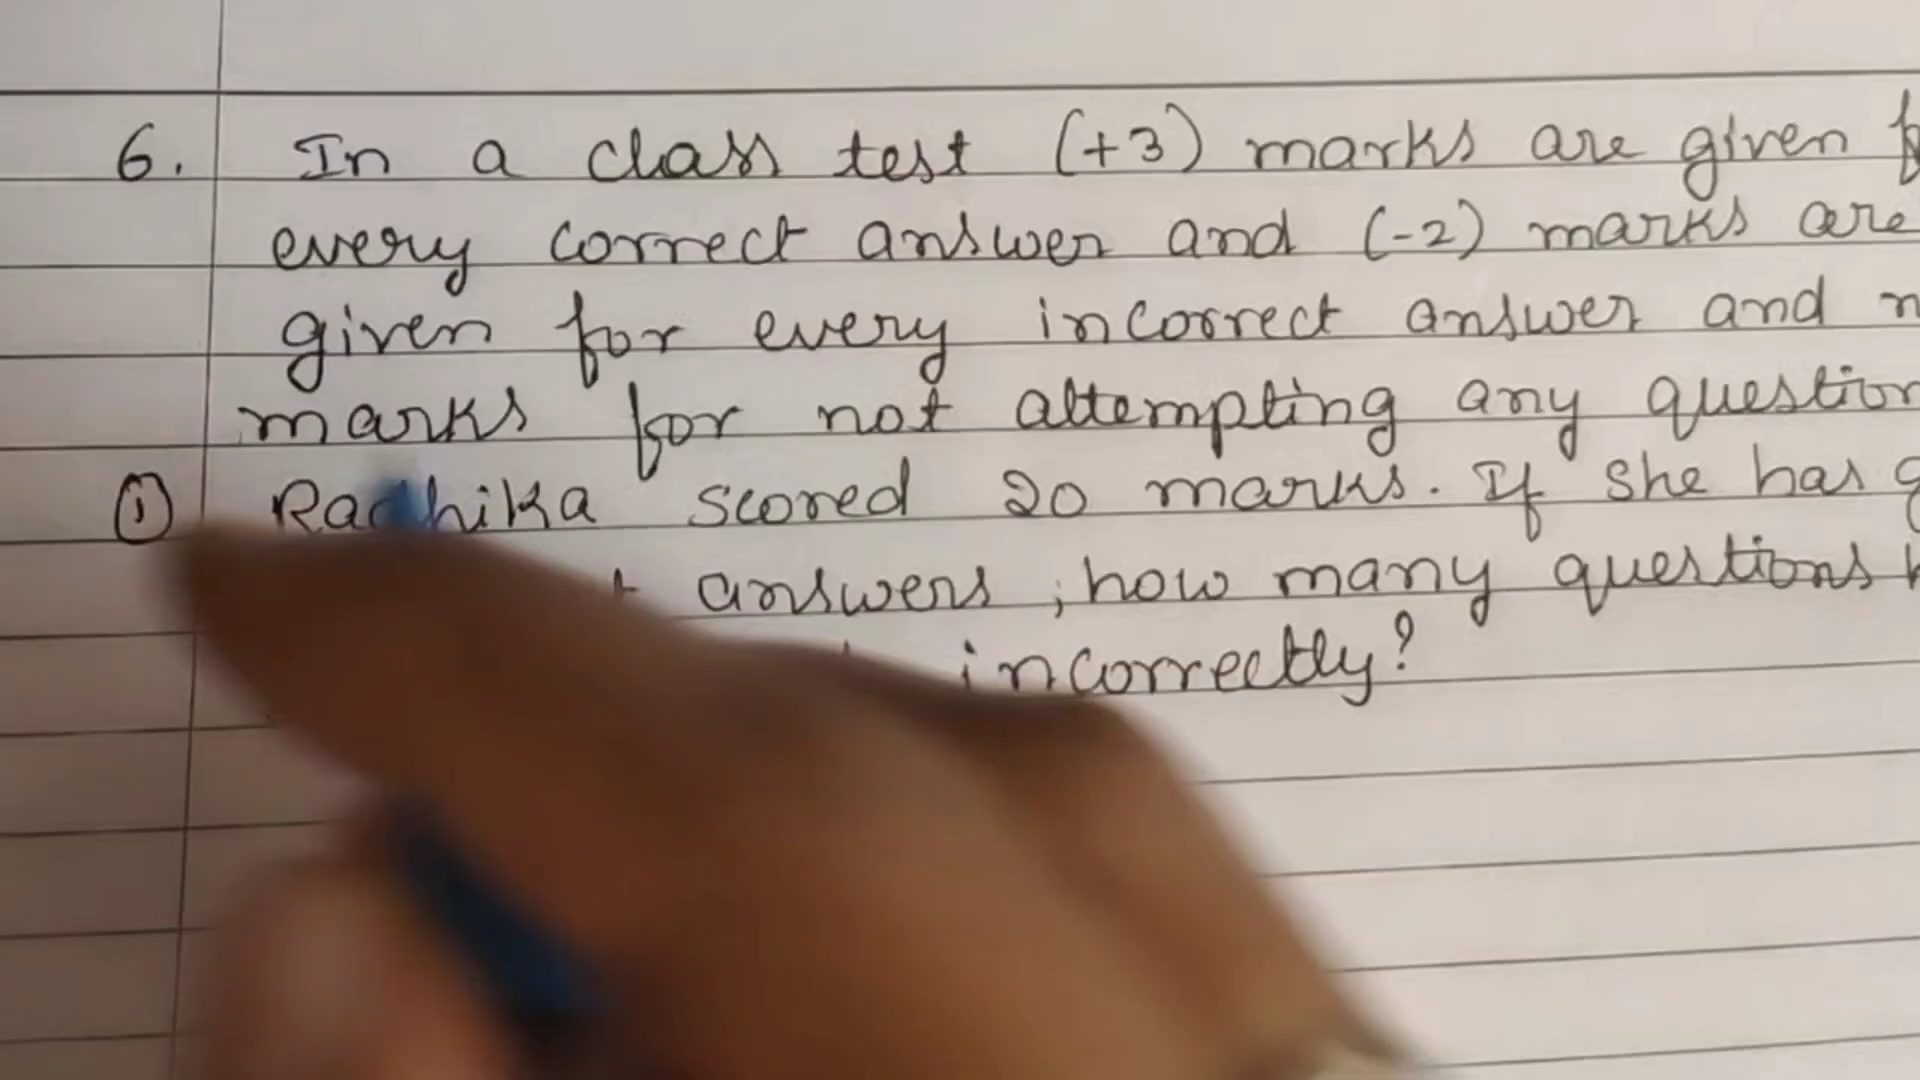 6. In a class test (+3) marks are given
every correct answer and (-2) marks are
given for every incorrect answer and
marks for not attempting any question
① Radhika scored 20 marks. If she has
answers ; how many questions
incorrectly?